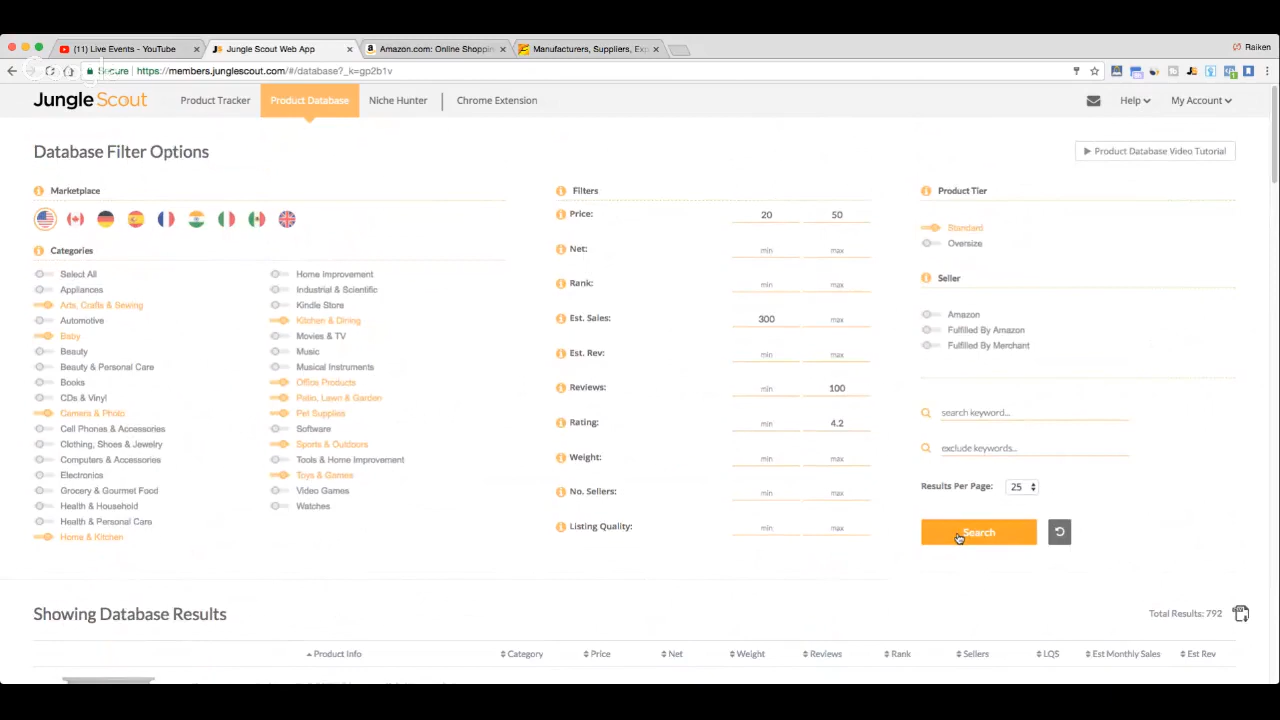 (11) Live Events - YouTube
Jungle Scout Web App
Amazon.com: Online Shoppin
Manufacturers, Suppliers, Exp
Raiken
Secure
https://members.junglescout.com/#/database?_k=gp2b1v
Jungle Scout
Product Tracker
Product Database
Niche Hunter
Chrome Extension
Help
My Account
Database Filter Options
Product Database Video Tutorial
Marketplace
Filters
Product Tier
Price: 20 50
Standard
Net: min max
Oversize
Categories
Select All
Appliances
Arts, Crafts & Sewing
Automotive
Baby
Beauty
Beauty & Personal Care
Books
CDs & Vinyl
Camera & Photo
Cell Phones & Accessories
Clothing, Shoes & Jewelry
Computers & Accessories
Electronics
Grocery & Gourmet Food
Health & Household
Health & Personal Care
Home & Kitchen
Home Improvement
Industrial & Scientific
Kindle Store
Kitchen & Dining
Movies & TV
Music
Musical Instruments
Office Products
Patio, Lawn & Garden
Pet Supplies
Software
Sports & Outdoors
Tools & Home Improvement
Toys & Games
Video Games
Watches
Rank: min max
Est. Sales: 300 max
Est. Rev: min max
Reviews: min 100
Rating: min 4.2
Weight: min max
No. Sellers: min max
Listing Quality: min max
Seller
Amazon
Fulfilled By Amazon
Fulfilled By Merchant
search keyword...
exclude keywords...
Results Per Page: 25
Search
Showing Database Results
Total Results: 792
Product Info
Category
Price
Net
Weight
Reviews
Rank
Sellers
LQS
Est Monthly Sales
Est Rev